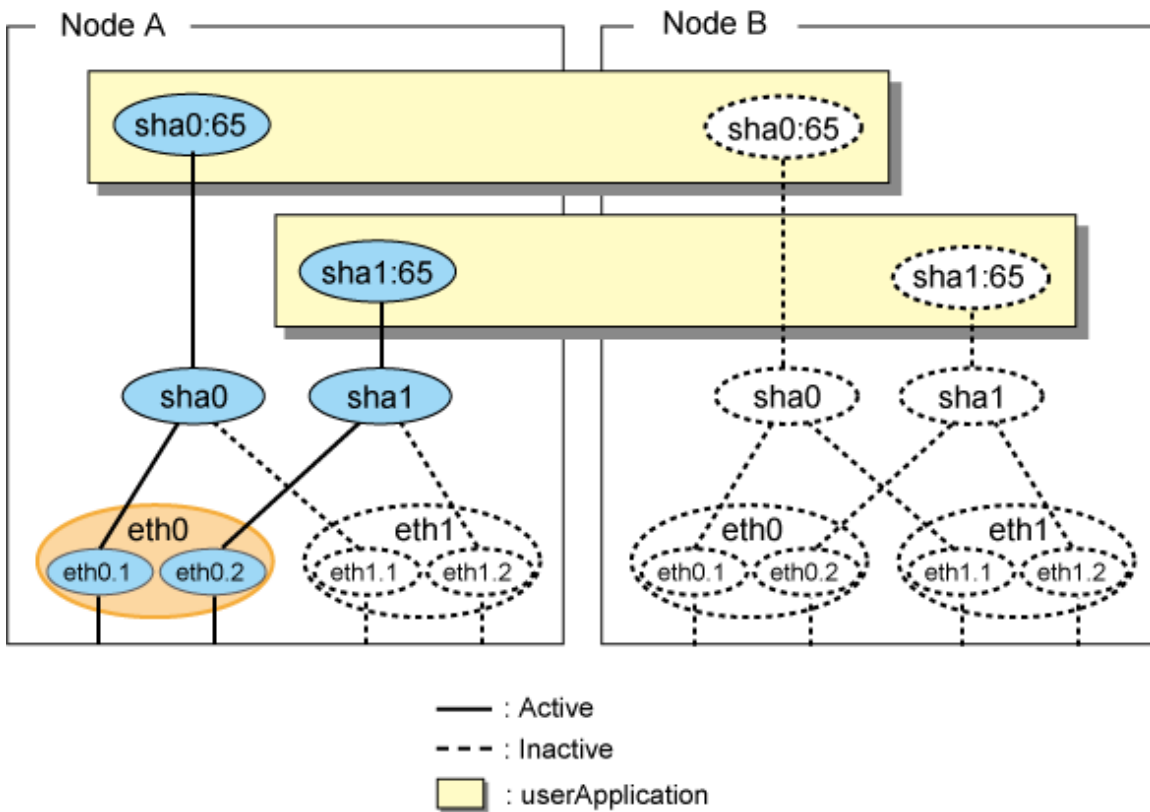 Node A
Node B
sha0:65
sha0:65
sha1:65
sha1:65
sha0
sha1
sha0
sha1
eth0
eth1
eth0
eth1
eth0.1
eth0.2
eth1.1
eth1.2
eth0.1
eth0.2
eth1.1
eth1.2
: Active
: Inactive
: userApplication